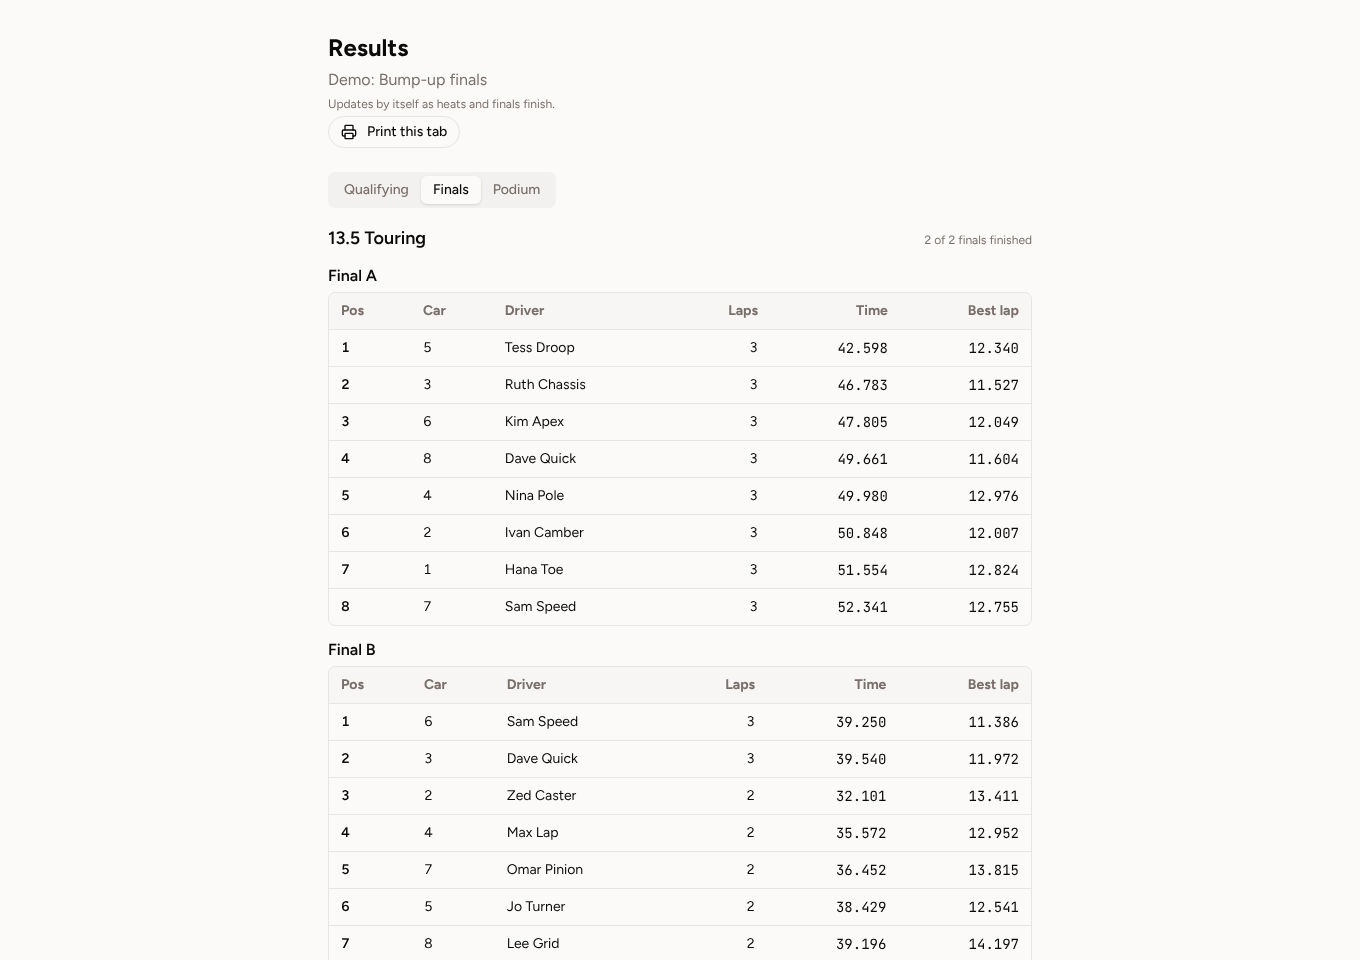 Results
Demo: Bump-up finals
Updates by itself as heats and finals finish.
Print this tab
Qualifying Finals Podium
13.5 Touring 2 of 2 finals finished
Final A
Pos Car Driver Laps Time Best lap
1 5 Tess Droop 3 42.598 12.340
2 3 Ruth Chassis 3 46.783 11.527
3 6 Kim Apex 3 47.805 12.049
4 8 Dave Quick 3 49.661 11.604
5 4 Nina Pole 3 49.980 12.976
6 2 Ivan Camber 3 50.848 12.007
7 1 Hana Toe 3 51.554 12.824
8 7 Sam Speed 3 52.341 12.755
Final B
Pos Car Driver Laps Time Best lap
1 6 Sam Speed 3 39.250 11.386
2 3 Dave Quick 3 39.540 11.972
3 2 Zed Caster 2 32.101 13.411
4 4 Max Lap 2 35.572 12.952
5 7 Omar Pinion 2 36.452 13.815
6 5 Jo Turner 2 38.429 12.541
7 8 Lee Grid 2 39.196 14.197